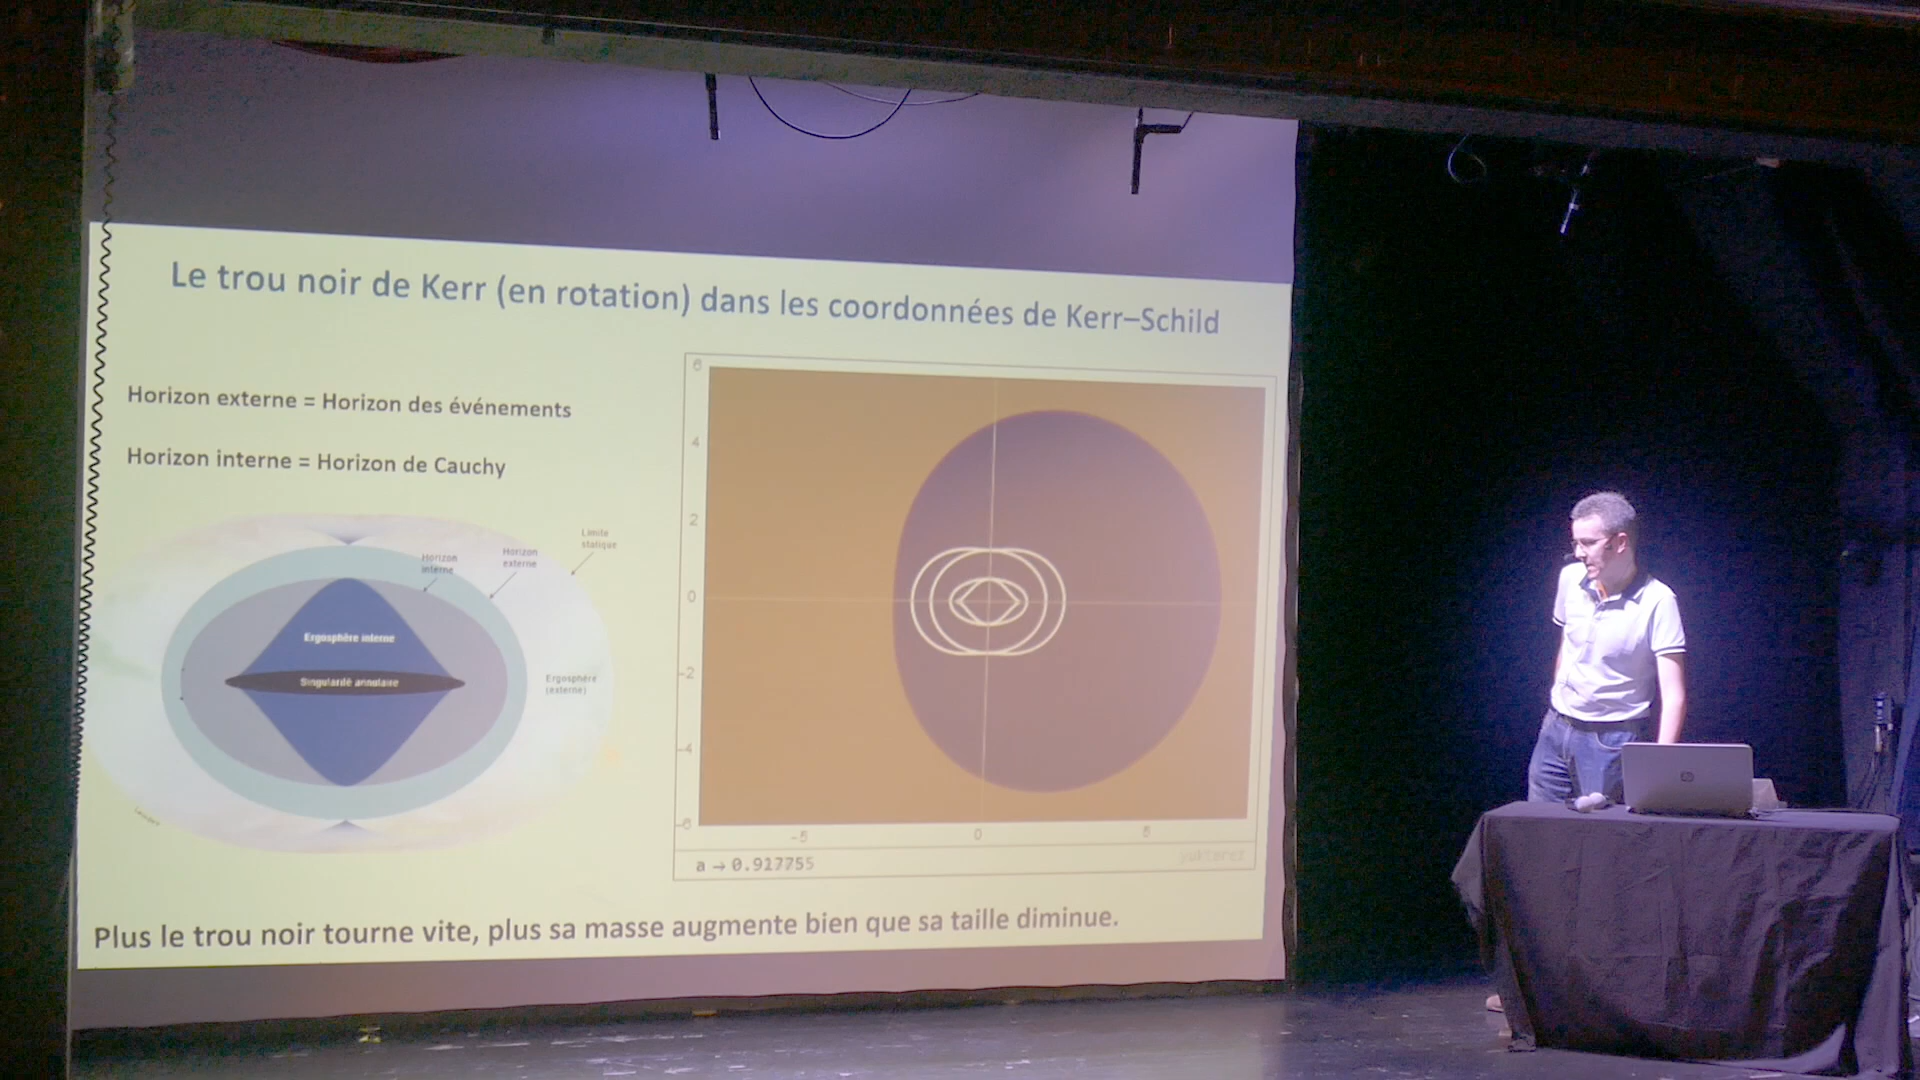 Le trou noir de Kerr (en rotation) dans les coordonnées de Kerr–Schild
Horizon externe = Horizon des événements
Horizon interne = Horizon de Cauchy
Limite
statique
Horizon
externe
Horizon
interne
Ergosphère interne
Singularité annulaire
Ergosphère
(externe)
6
4
2
0
-2
-4
-6
-5
0
5
a → 0.917755
yukterez
Plus le trou noir tourne vite, plus sa masse augmente bien que sa taille diminue.
hp